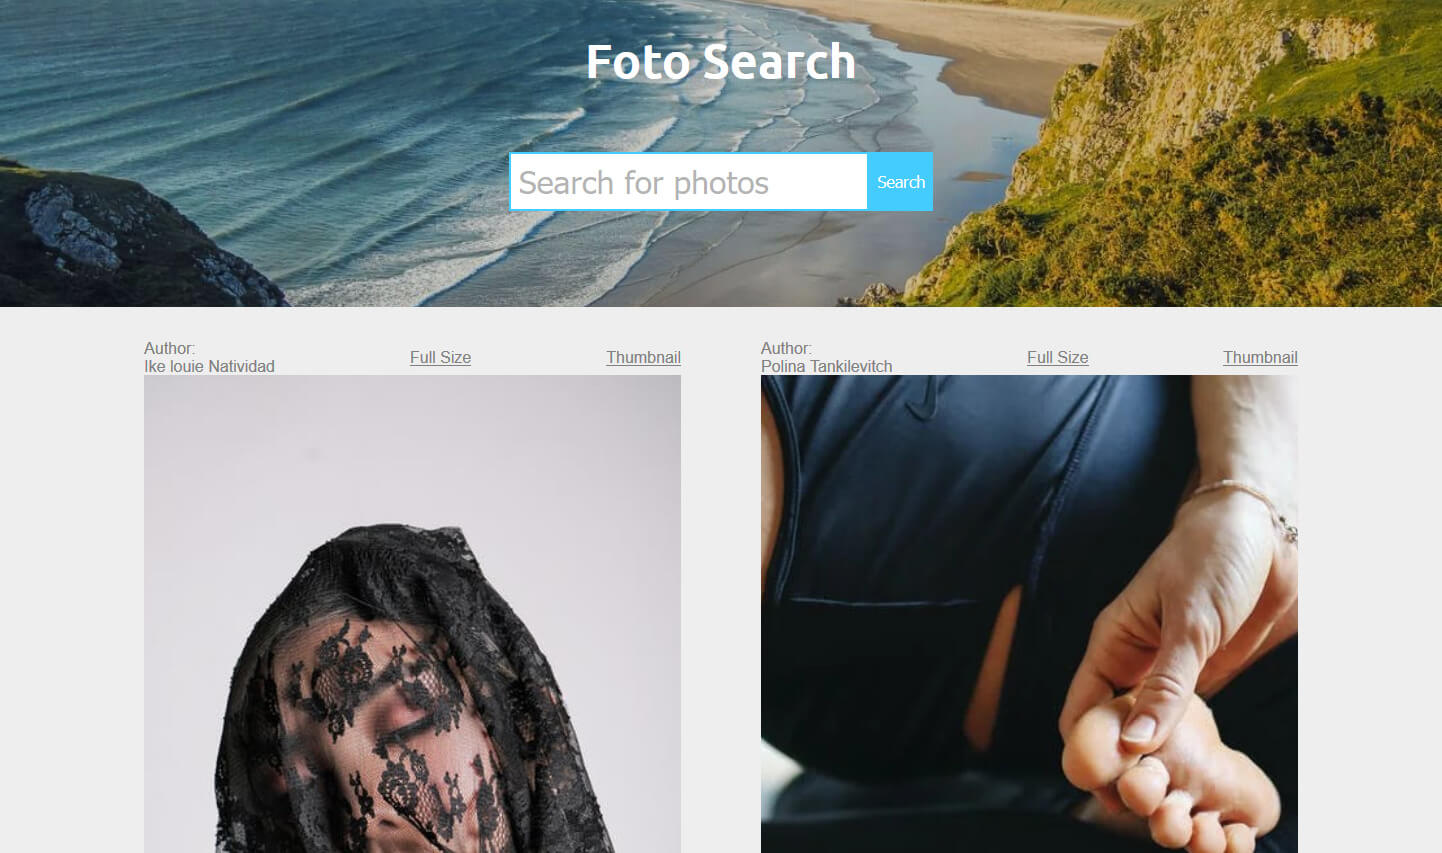 Foto Search
Search for photos
Search
Author:
Ike louie Natividad
Full Size
Thumbnail
Author:
Polina Tankilevitch
Full Size
Thumbnail